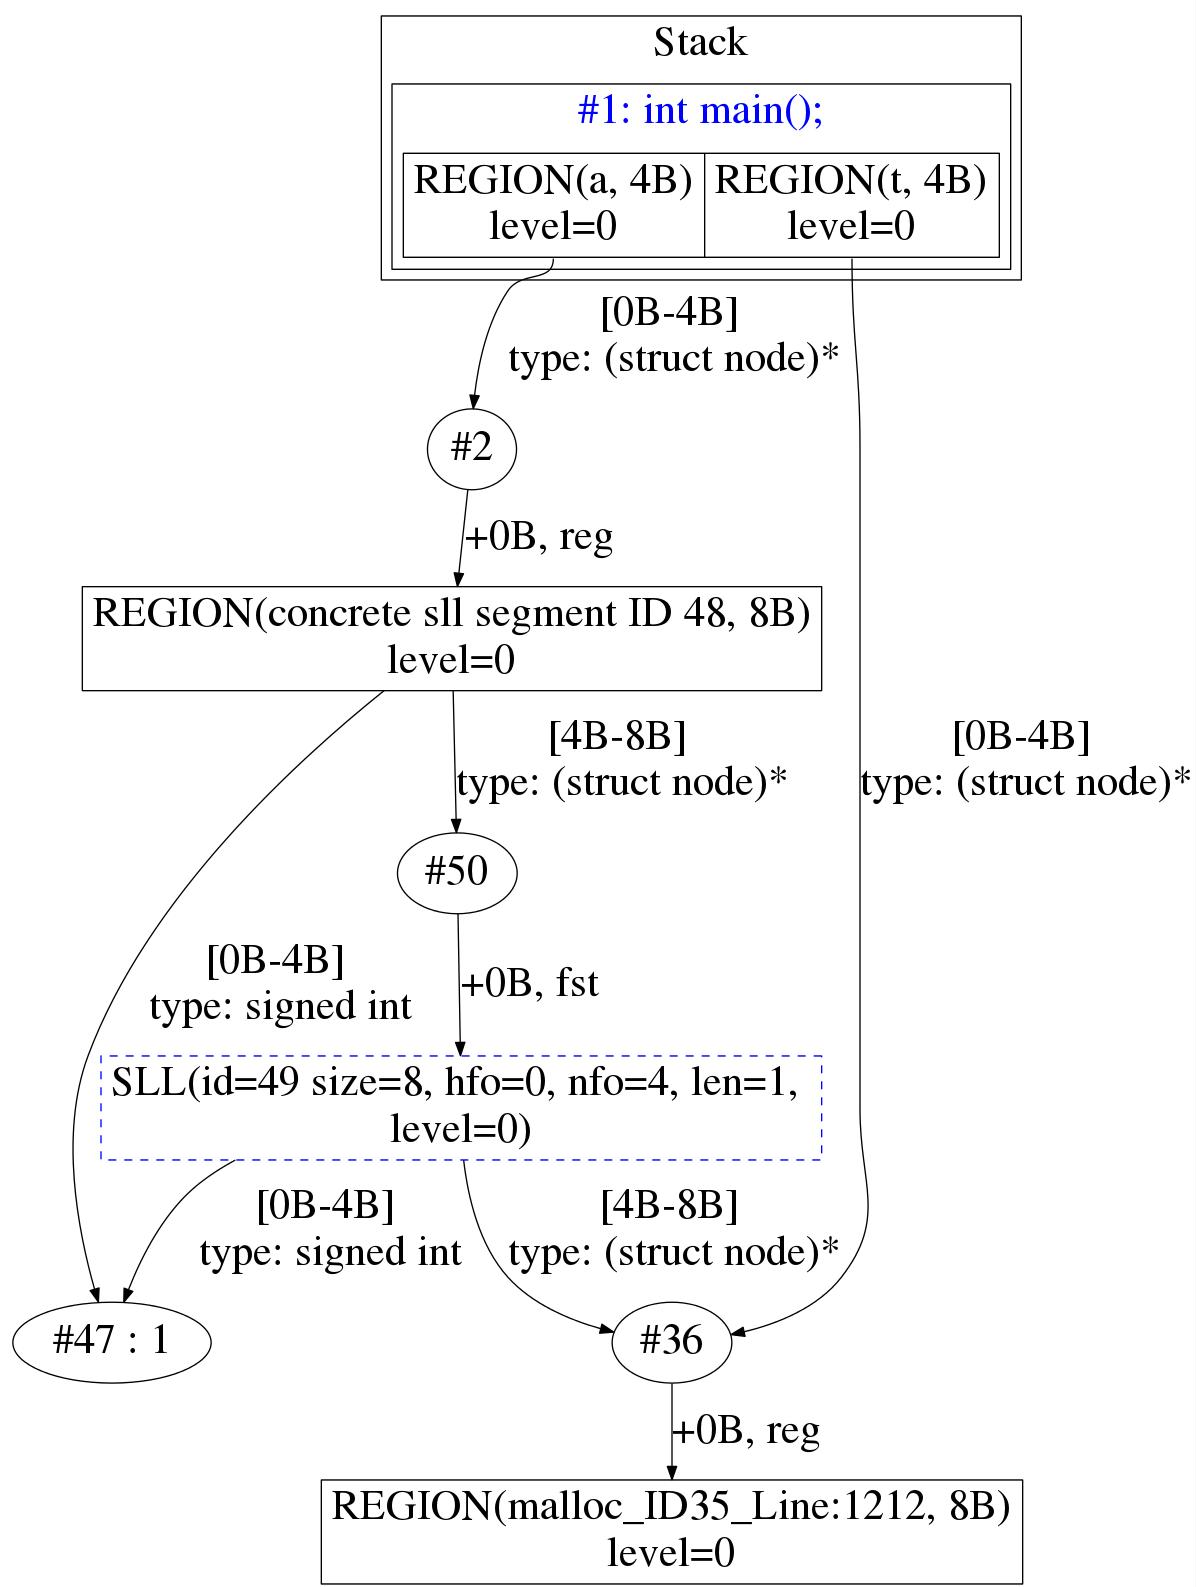 Stack
#1: int main();
REGION(a, 4B)
level=0
REGION(t, 4B)
level=0
[0B-4B]
type: (struct node)*
#2
+0B, reg
REGION(concrete sll segment ID 48, 8B)
level=0
[4B-8B]
type: (struct node)*
[0B-4B]
type: (struct node)*
#50
[0B-4B]
type: signed int
+0B, fst
SLL(id=49 size=8, hfo=0, nfo=4, len=1,
level=0)
[0B-4B]
type: signed int
[4B-8B]
type: (struct node)*
#47 : 1
#36
+0B, reg
REGION(malloc_ID35_Line:1212, 8B)
level=0